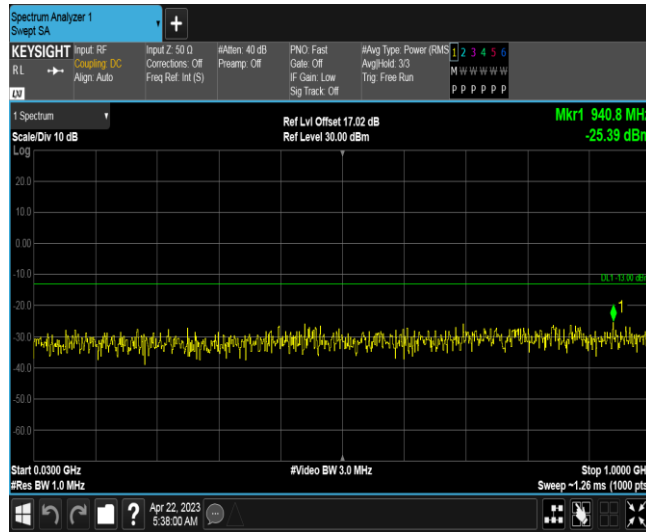 Spectrum Analyzer 1
Swept SA
+
KEYSIGHT
RL
LXI
Input: RF
Coupling: DC
Align: Auto
Input Z: 50 Ω
Corrections: Off
Freq Ref: Int (S)
#Atten: 40 dB
Preamp: Off
PNO: Fast
Gate: Off
IF Gain: Low
Sig Track: Off
#Avg Type: Power (RMS
Avg|Hold: 3/3
Trig: Free Run
1 2 3 4 5 6
M W W W W W
P P P P P P
1 Spectrum
Scale/Div 10 dB
Ref Lvl Offset 17.02 dB
Ref Level 30.00 dBm
Mkr1 940.8 MHz
-25.39 dBm
Log
20.0
10.0
0.00
-10.0
DL1 -13.00 dBm
1
-20.0
-30.0
-40.0
-50.0
-60.0
Start 0.0300 GHz
#Res BW 1.0 MHz
#Video BW 3.0 MHz
Stop 1.0000 GH
Sweep ~1.26 ms (1000 pts
?
Apr 22, 2023
5:38:00 AM